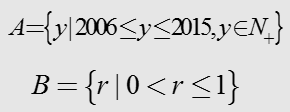 A={y|2006≤y≤2015,y∈N₊}
B = {r | 0 < r ≤ 1}